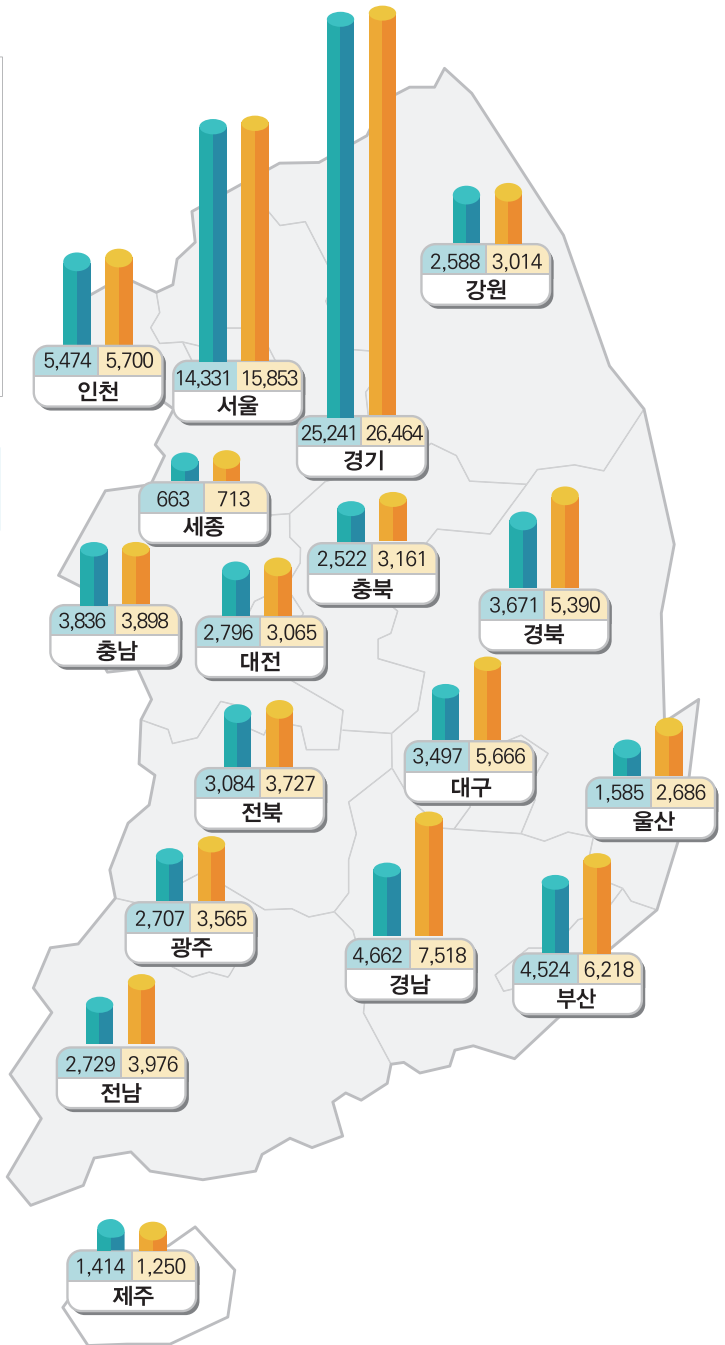 2,588 3,014
강원
5,474 5,700
인천
14,331 15,853
서울
25,241 26,464
경기
663 713
세종
2,522 3,161
충북
3,671 5,390
경북
3,836 3,898
충남
2,796 3,065
대전
3,497 5,666
대구
3,084 3,727
전북
1,585 2,686
울산
2,707 3,565
광주
4,662 7,518
경남
4,524 6,218
부산
2,729 3,976
전남
1,414 1,250
제주